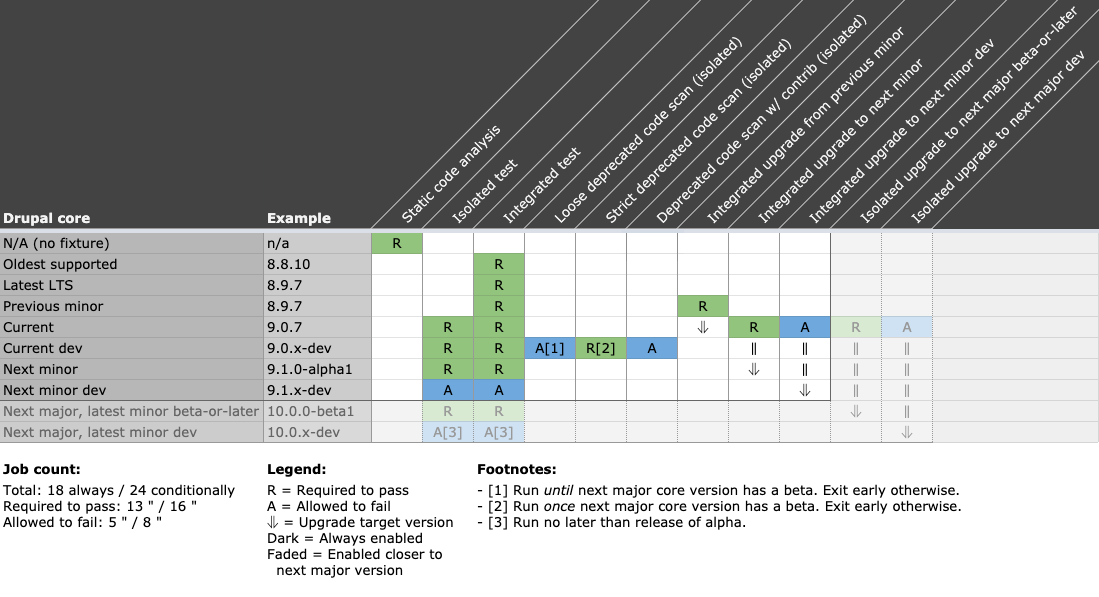 Static code analysis
Isolated test
Integrated test
Loose deprecated code scan (isolated)
Strict deprecated code scan (isolated)
Deprecated code scan w/ contrib (isolated)
Integrated upgrade from previous minor
Integrated upgrade to next minor
Integrated upgrade to next minor dev
Isolated upgrade to next major beta-or-later
Isolated upgrade to next major dev
Drupal core Example
N/A (no fixture) n/a R
Oldest supported 8.8.10 R
Latest LTS 8.9.7 R
Previous minor 8.9.7 R R
Current 9.0.7 R R ⇓ R A R A
Current dev 9.0.x-dev R R A[1] R[2] A ‖ ‖ ‖ ‖
Next minor 9.1.0-alpha1 R R ⇓ ‖ ‖ ‖
Next minor dev 9.1.x-dev A A ⇓ ‖ ‖
Next major, latest minor beta-or-later 10.0.0-beta1 R R ⇓ ‖
Next major, latest minor dev 10.0.x-dev A[3] A[3] ⇓
Job count:
Total: 18 always / 24 conditionally
Required to pass: 13 " / 16 "
Allowed to fail: 5 " / 8 "
Legend:
R = Required to pass
A = Allowed to fail
⇓ = Upgrade target version
Dark = Always enabled
Faded = Enabled closer to
next major version
Footnotes:
- [1] Run until next major core version has a beta. Exit early otherwise.
- [2] Run once next major core version has a beta. Exit early otherwise.
- [3] Run no later than release of alpha.